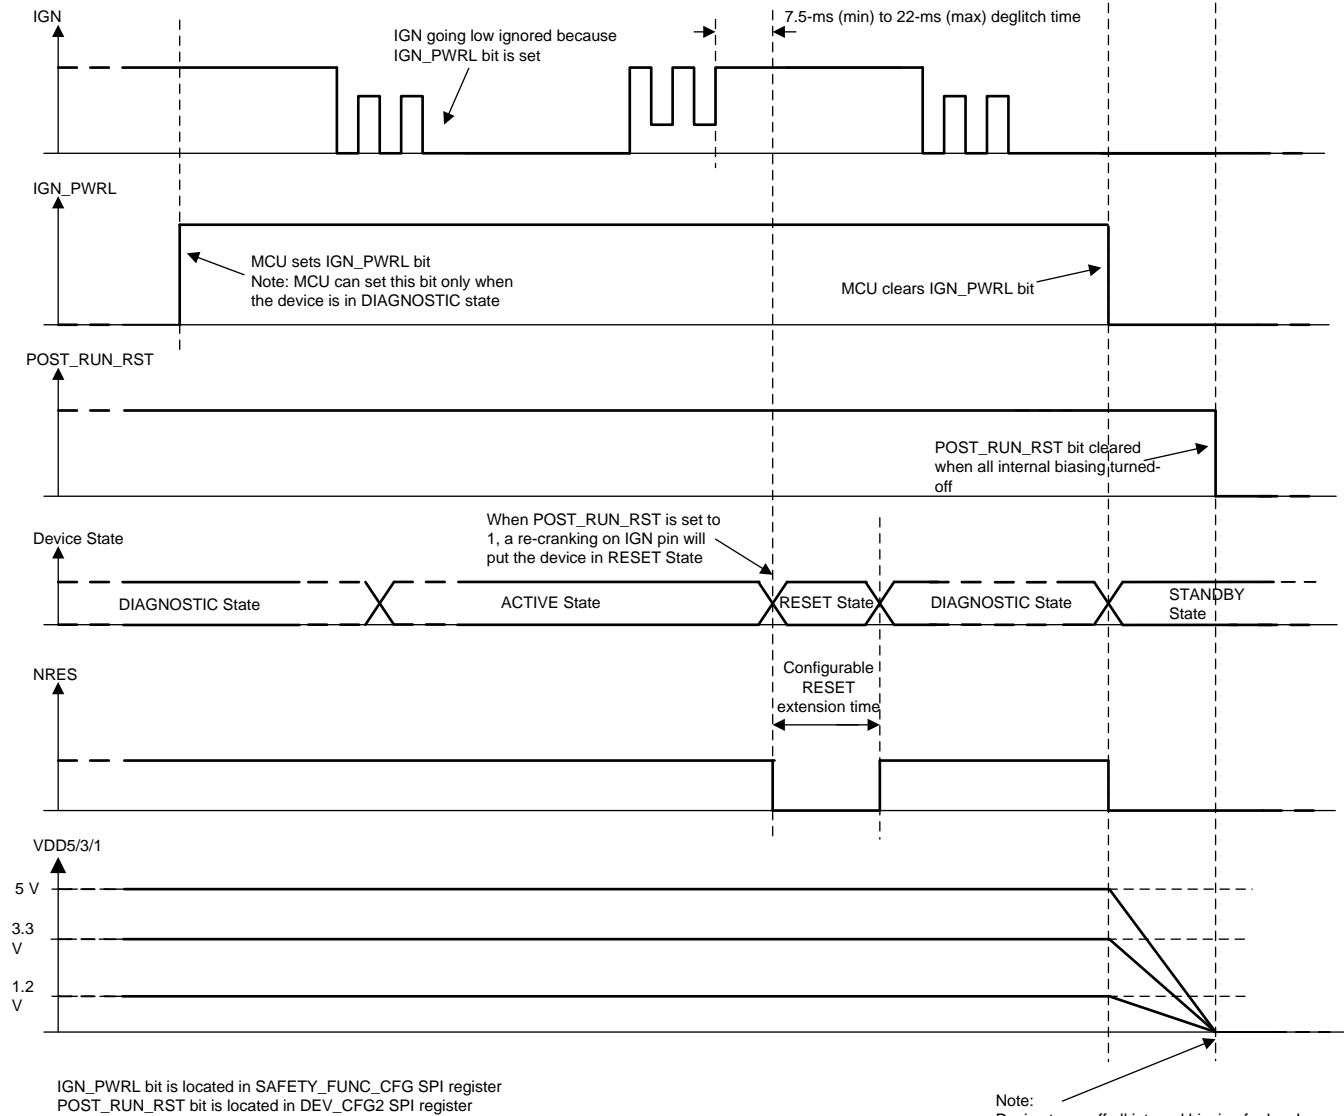 IGN
7.5-ms (min) to 22-ms (max) deglitch time
IGN going low ignored because
IGN_PWRL bit is set
IGN_PWRL
MCU sets IGN_PWRL bit
Note: MCU can set this bit only when
the device is in DIAGNOSTIC state
MCU clears IGN_PWRL bit
POST_RUN_RST
POST_RUN_RST bit cleared
when all internal biasing turned-
off
When POST_RUN_RST is set to
1, a re-cranking on IGN pin will
put the device in RESET State
Device State
DIAGNOSTIC State
ACTIVE State
RESET State
DIAGNOSTIC State
STANDBY
State
NRES
Configurable
RESET
extension time
VDD5/3/1
5 V
3.3
V
1.2
V
IGN_PWRL bit is located in SAFETY_FUNC_CFG SPI register
POST_RUN_RST bit is located in DEV_CFG2 SPI register
Note: